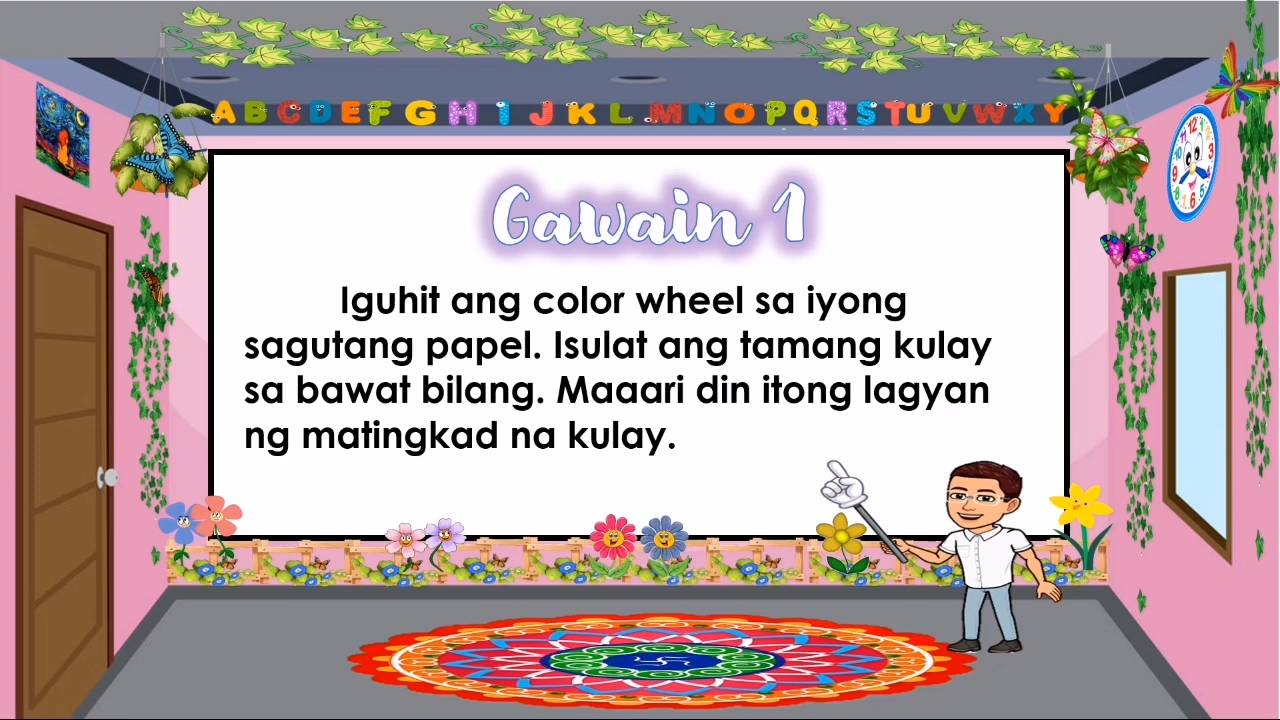 A B C D E F G H I J K L M N O P Q R S T U V W X Y
Gawain 1
Iguhit ang color wheel sa iyong
sagutang papel. Isulat ang tamang kulay
sa bawat bilang. Maaari din itong lagyan
ng matingkad na kulay.